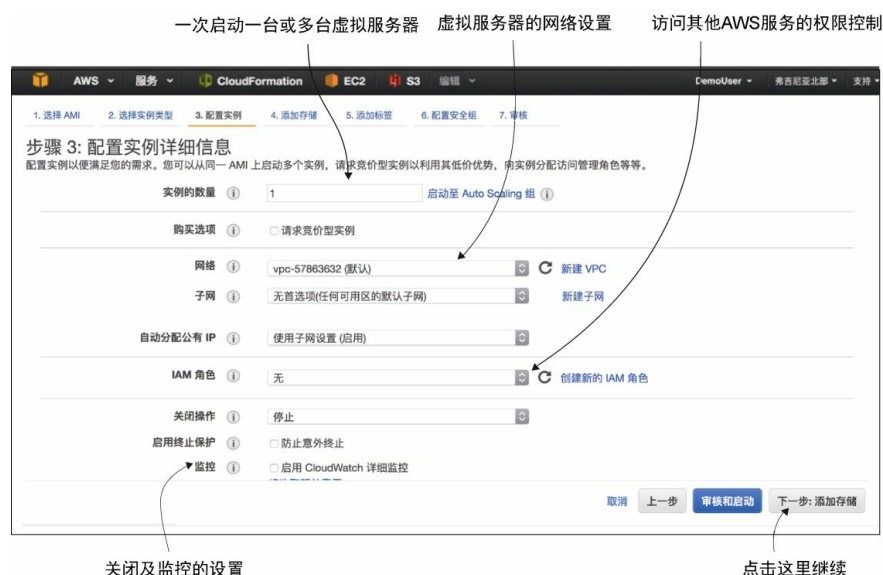 一次启动一台或多台虚拟服务器 虚拟服务器的网络设置 访问其他AWS服务的权限控制
AWS 服务 CloudFormation EC2 S3 编辑 DemoUser 弗吉尼亚北部 支持
1. 选择 AMI 2. 选择实例类型 3. 配置实例 4. 添加存储 5. 添加标签 6. 配置安全组 7. 审核
步骤 3: 配置实例详细信息
配置实例以便满足您的需求。您可以从同一 AMI 上启动多个实例，请求竞价型实例以利用其低价优势，向实例分配访问管理角色等等。
实例的数量 1 启动至 Auto Scaling 组
购买选项 请求竞价型实例
网络 vpc-57863632 (默认) 新建 VPC
子网 无首选项(任何可用区的默认子网) 新建子网
自动分配公有 IP 使用子网设置 (启用)
IAM 角色 无 创建新的 IAM 角色
关闭操作 停止
启用终止保护 防止意外终止
监控 启用 CloudWatch 详细监控
取消 上一步 审核和启动 下一步: 添加存储
关闭及监控的设置 点击这里继续